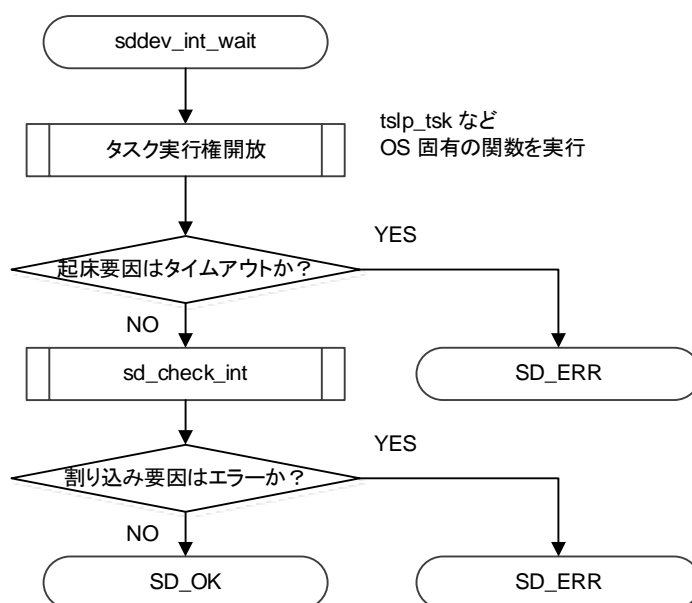 sddev_int_wait
タスク実行権開放
tslp_tsk など
OS 固有の関数を実行
YES
起床要因はタイムアウトか？
NO
sd_check_int
SD_ERR
YES
割り込み要因はエラーか？
NO
SD_OK
SD_ERR